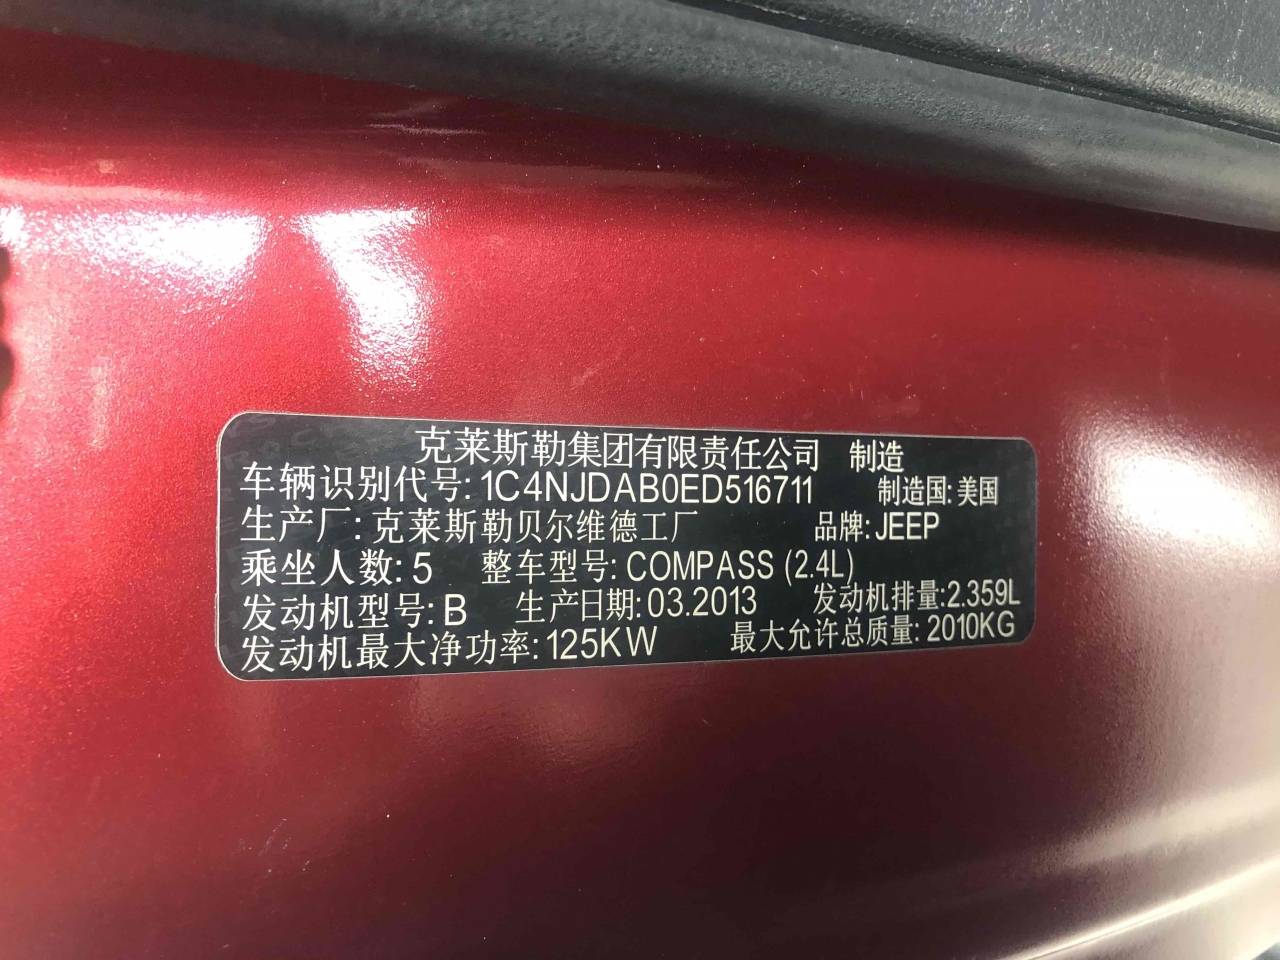 克莱斯勒集团有限责任公司 制造
车辆识别代号: 1C4NJDAB0ED516711 制造国: 美国
生产厂: 克莱斯勒贝尔维德工厂 品牌: JEEP
乘坐人数: 5 整车型号: COMPASS (2.4L)
发动机型号: B 生产日期: 03.2013 发动机排量: 2.359L
发动机最大净功率: 125KW 最大允许总质量: 2010KG